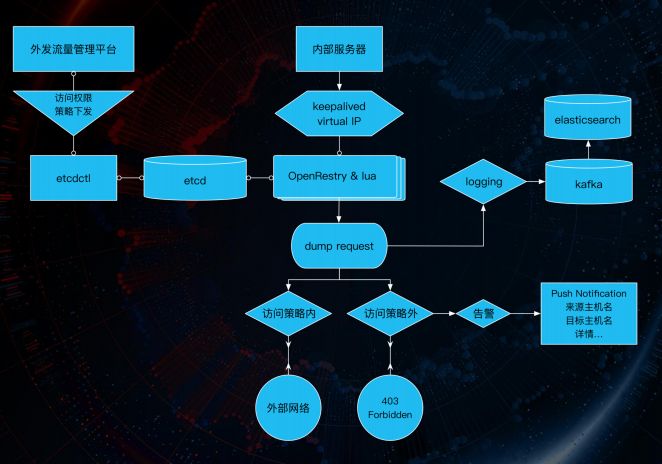 外发流量管理平台
内部服务器
访问权限
策略下发
keepalived
virtual IP
elasticsearch
etcdctl
etcd
OpenRestry & lua
logging
kafka
dump request
访问策略内
访问策略外
告警
Push Notification
来源主机名
目标主机名
详情...
外部网络
403
Forbidden